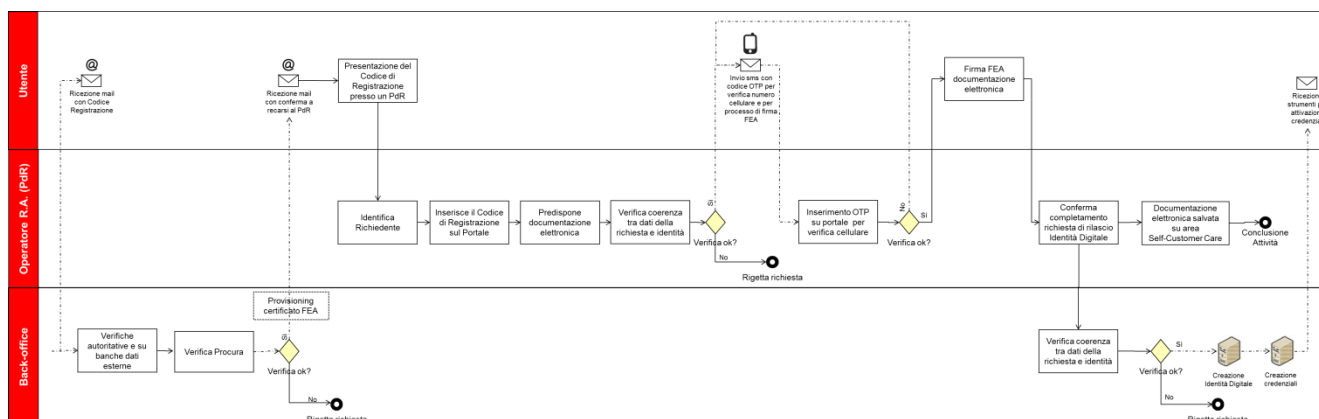 Utente
@
Ricezione mail
con Codice
Registrazione
@
Ricezione mail
con conferma a
recarsi al PdR
Presentazione del
Codice di
Registrazione
presso un PdR
Invio sms con
codice OTP per
verifica numero
cellulare e per
processo di firma
FEA
Firma FEA
documentazione
elettronica
Ricezion
strumenti p
attivazion
credenzia
Operatore R.A. (PdR)
Identifica
Richiedente
Inserisce il Codice
di Registrazione
sul Portale
Predispone
documentazione
elettronica
Verifica coerenza
tra dati della
richiesta e identità
Si
Verifica ok?
No
Rigetta richiesta
Inserimento OTP
su portale per
verifica cellulare
No
Si
Verifica ok?
Conferma
completamento
richiesta di rilascio
Identità Digitale
Documentazione
elettronica salvata
su area
Self-Customer Care
Conclusione
Attività
Back-office
Provisioning
certificato FEA
Verifiche
autoritative e su
banche dati
esterne
Verifica Procura
Si
Verifica ok?
No
Rigetta richiesta
Verifica coerenza
tra dati della
richiesta e identità
Si
Verifica ok?
No
Rigetta richiesta
Creazione
Identità Digitale
Creazione
credenziali